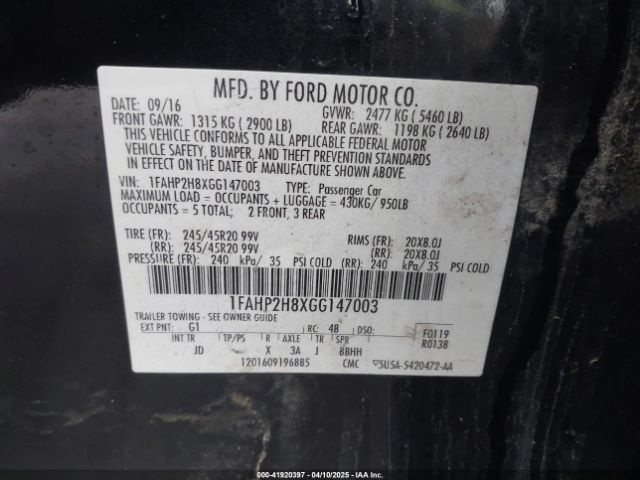 MFD. BY FORD MOTOR CO.
DATE: 09/16 GVWR: 2477 KG ( 5460 LB)
FRONT GAWR: 1315 KG ( 2900 LB) REAR GAWR: 1198 KG ( 2640 LB)
THIS VEHICLE CONFORMS TO ALL APPLICABLE FEDERAL MOTOR
VEHICLE SAFETY, BUMPER, AND THEFT PREVENTION STANDARDS
IN EFFECT ON THE DATE OF MANUFACTURE SHOWN ABOVE.
VIN: 1FAHP2H8XGG147003 TYPE: Passenger Car
MAXIMUM LOAD = OCCUPANTS + LUGGAGE = 430KG/ 950LB
OCCUPANTS = 5 TOTAL; 2 FRONT, 3 REAR
TIRE (FR): 245/45R20 99V RIMS (FR): 20X8.0J
(RR): 245/45R20 99V (RR): 20X8.0J
PRESSURE (FR): 240 kPa/ 35 PSI COLD (RR): 240 kPa/ 35 PSI COLD
1FAHP2H8XGG147003
TRAILER TOWING - SEE OWNER GUIDE
EXT PNT: G1 RC: 48 DSO: F0119
INT TR TP/PS R AXLE TR SPR R0138
JD X 3A J BBHH
1201609196885 CMC 5USA-5420472-AA
000-41920397 - 04/10/2025 - IAAI.COM